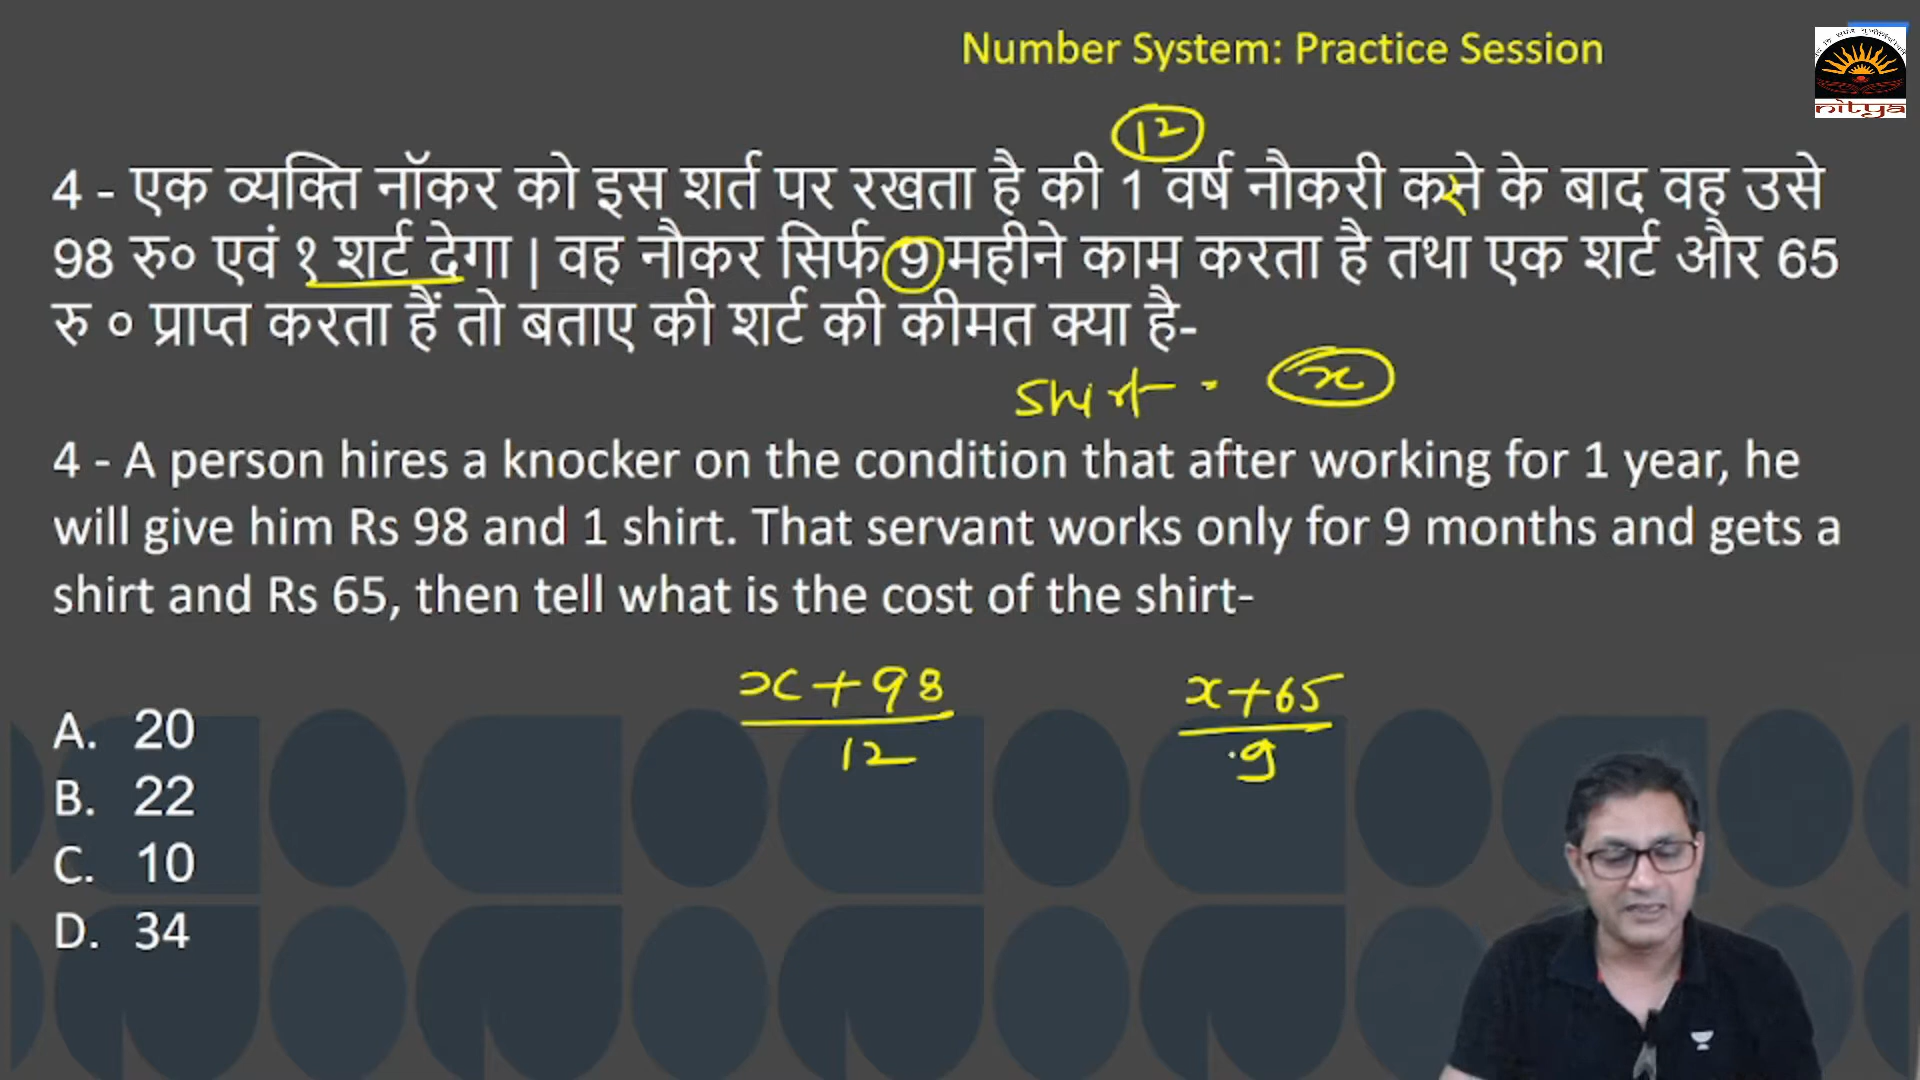 Number System: Practice Session
nitya
12
4 - एक व्यक्ति नॉकर को इस शर्त पर रखता है की 1 वर्ष नौकरी कने के बाद वह उसे
98 रु० एवं १ शर्ट देगा | वह नौकर सिर्फ 9 महीने काम करता है तथा एक शर्ट और 65
रु ० प्राप्त करता हैं तो बताए की शर्ट की कीमत क्या है-
Shirt = x
4 - A person hires a knocker on the condition that after working for 1 year, he
will give him Rs 98 and 1 shirt. That servant works only for 9 months and gets a
shirt and Rs 65, then tell what is the cost of the shirt-
x+98 x+65
12 9
A. 20
B. 22
C. 10
D. 34